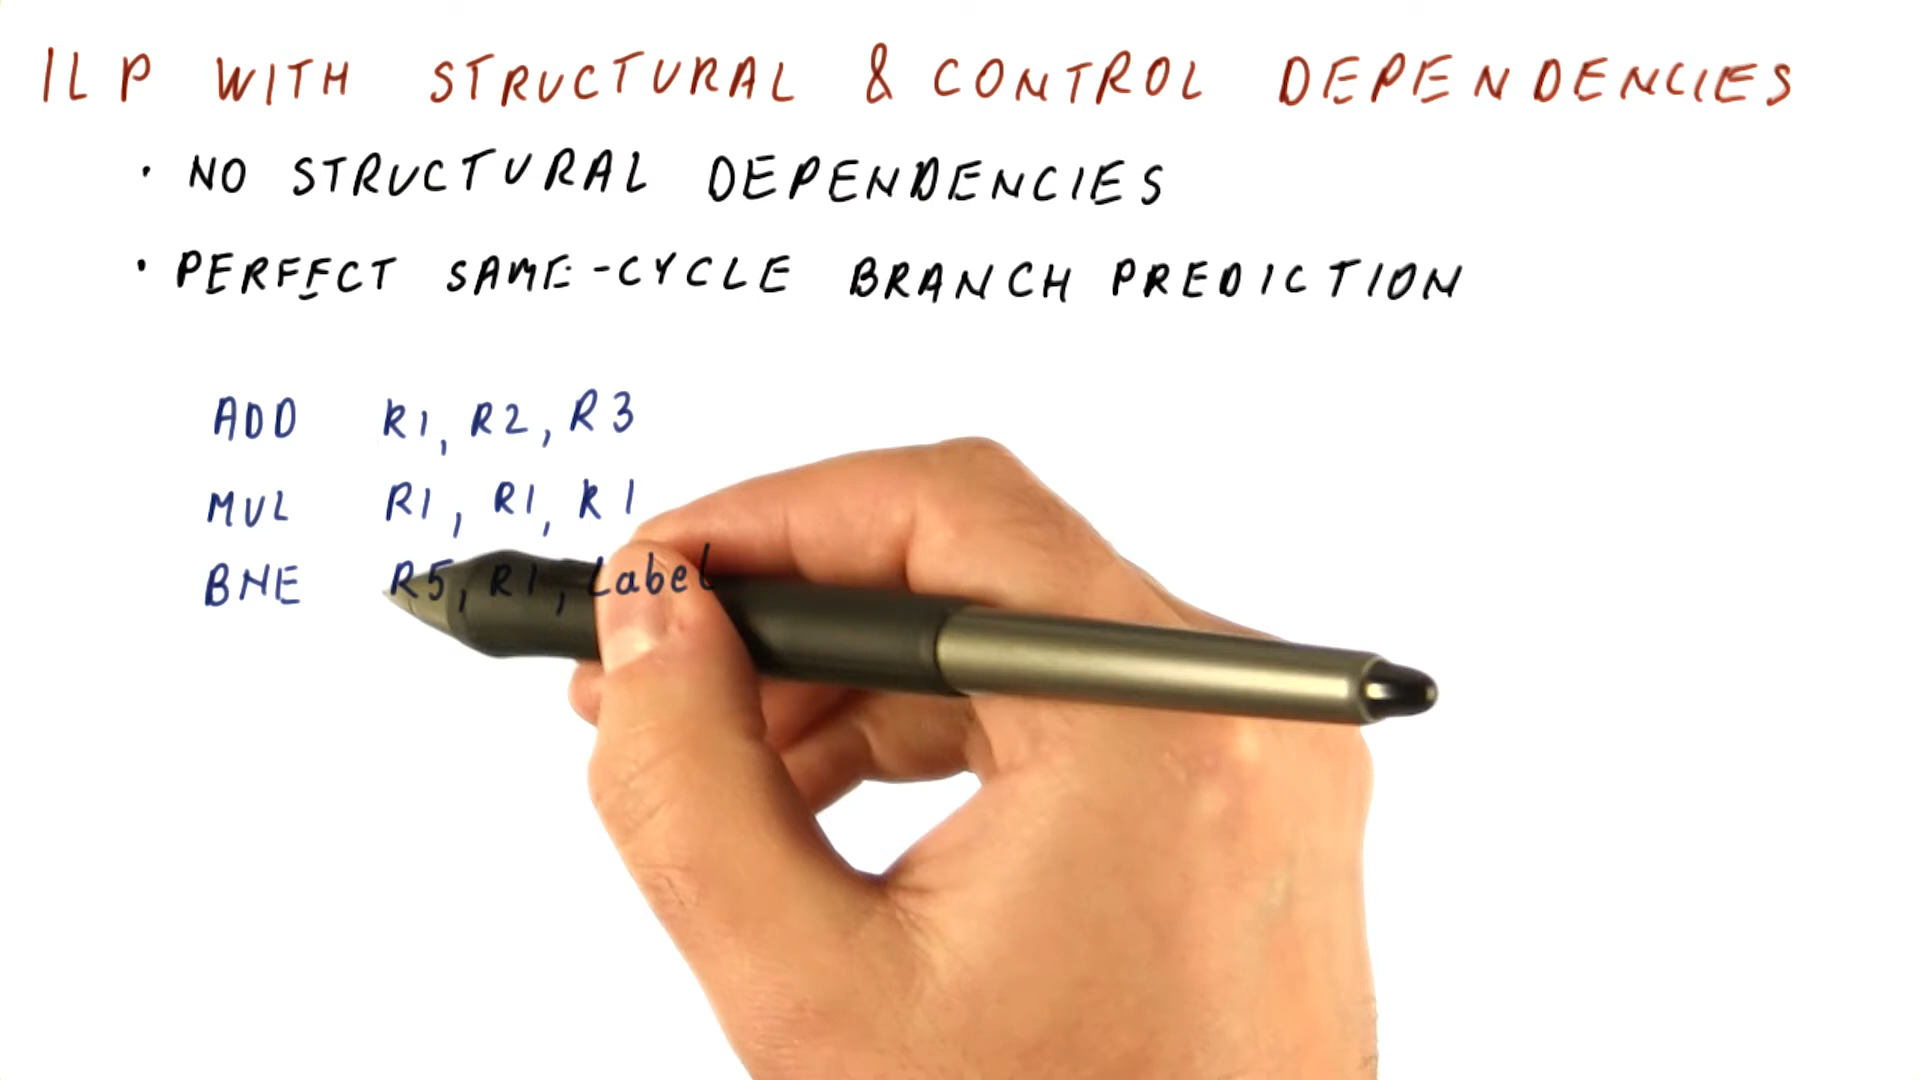 ILP WITH STRUCTURAL & CONTROL DEPENDENCIES
· NO STRUCTURAL DEPENDENCIES
· PERFECT SAME-CYCLE BRANCH PREDICTION
ADD R1, R2, R3
MUL R1, R1, R1
BNE R5, R1, Label